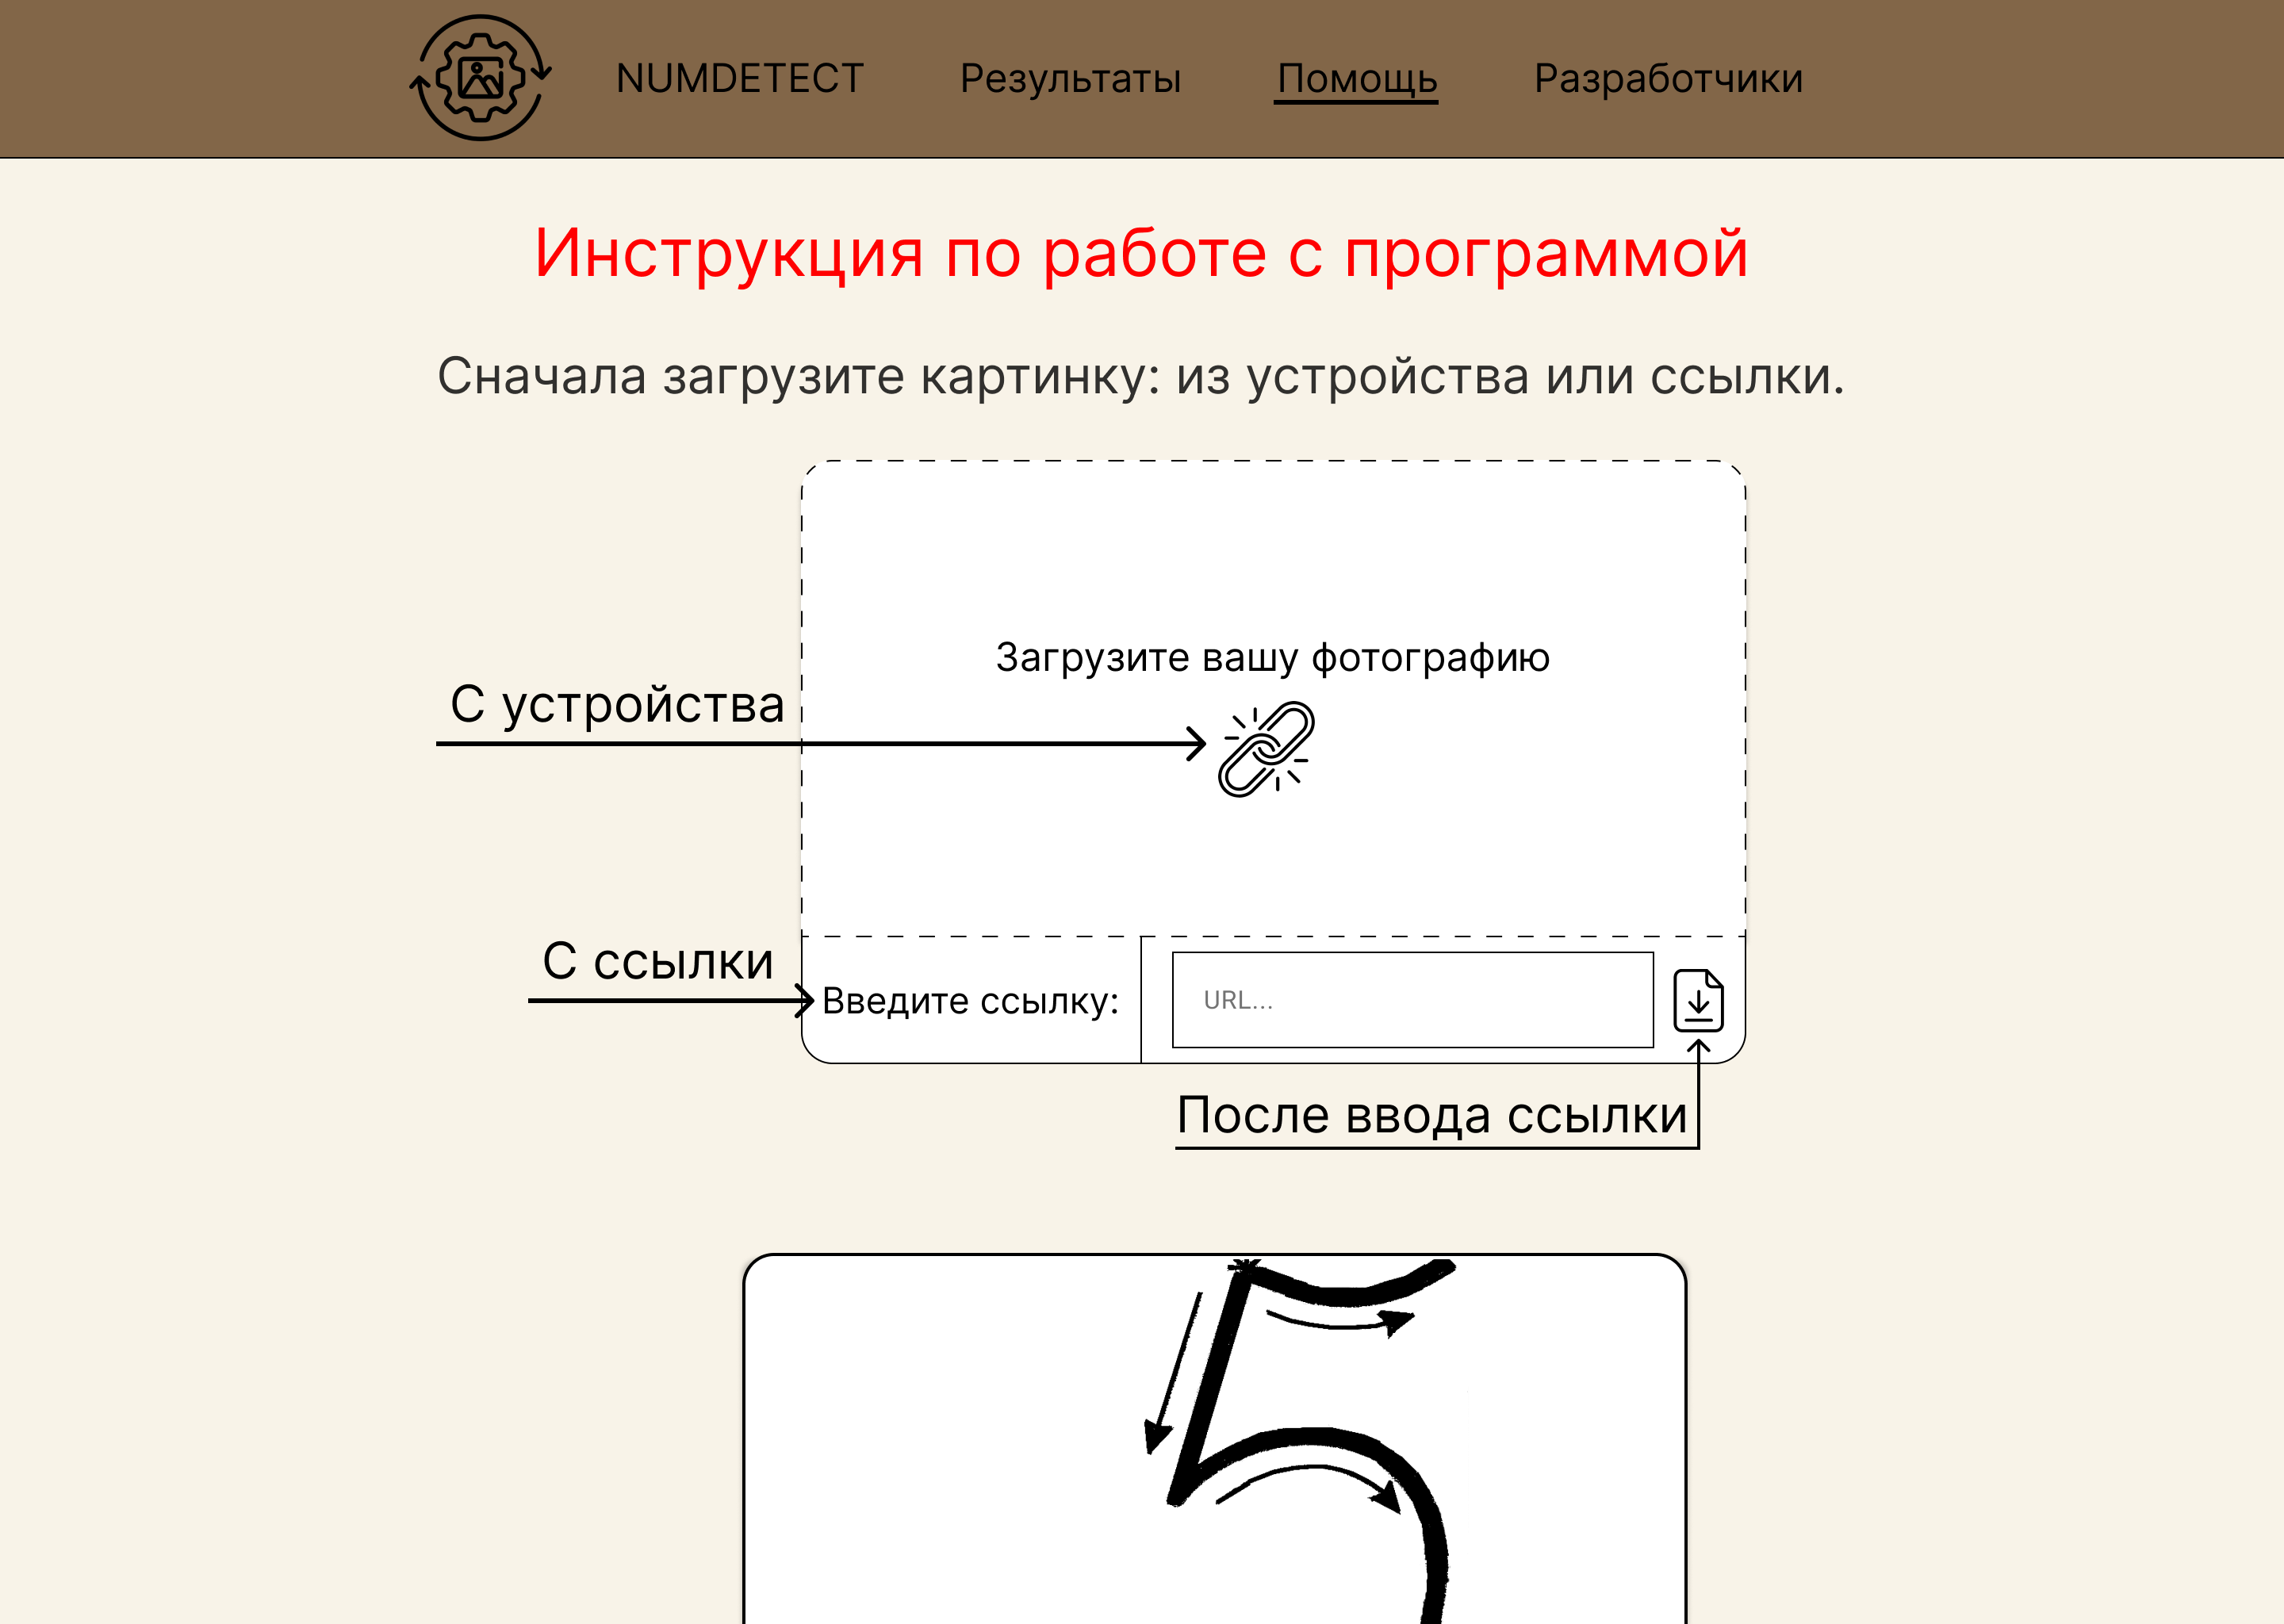 NUMDETECT
Результаты
Помощь
Разработчики
Инструкция по работе с программой
Сначала загрузите картинку: из устройства или ссылки.
Загрузите вашу фотографию
С устройства
С ссылки
Введите ссылку:
URL...
После ввода ссылки
5